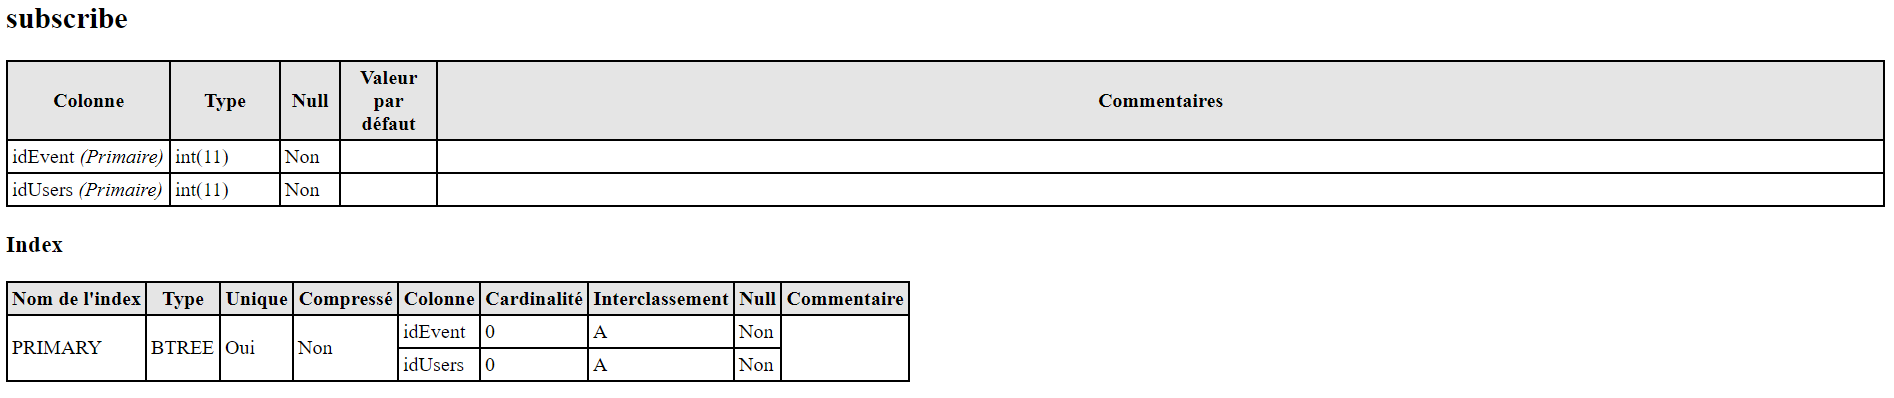 subscribe
Colonne Type Null Valeur par défaut Commentaires
idEvent (Primaire) int(11) Non
idUsers (Primaire) int(11) Non
Index
Nom de l'index Type Unique Compressé Colonne Cardinalité Interclassement Null Commentaire
PRIMARY BTREE Oui Non idEvent 0 A Non
idUsers 0 A Non